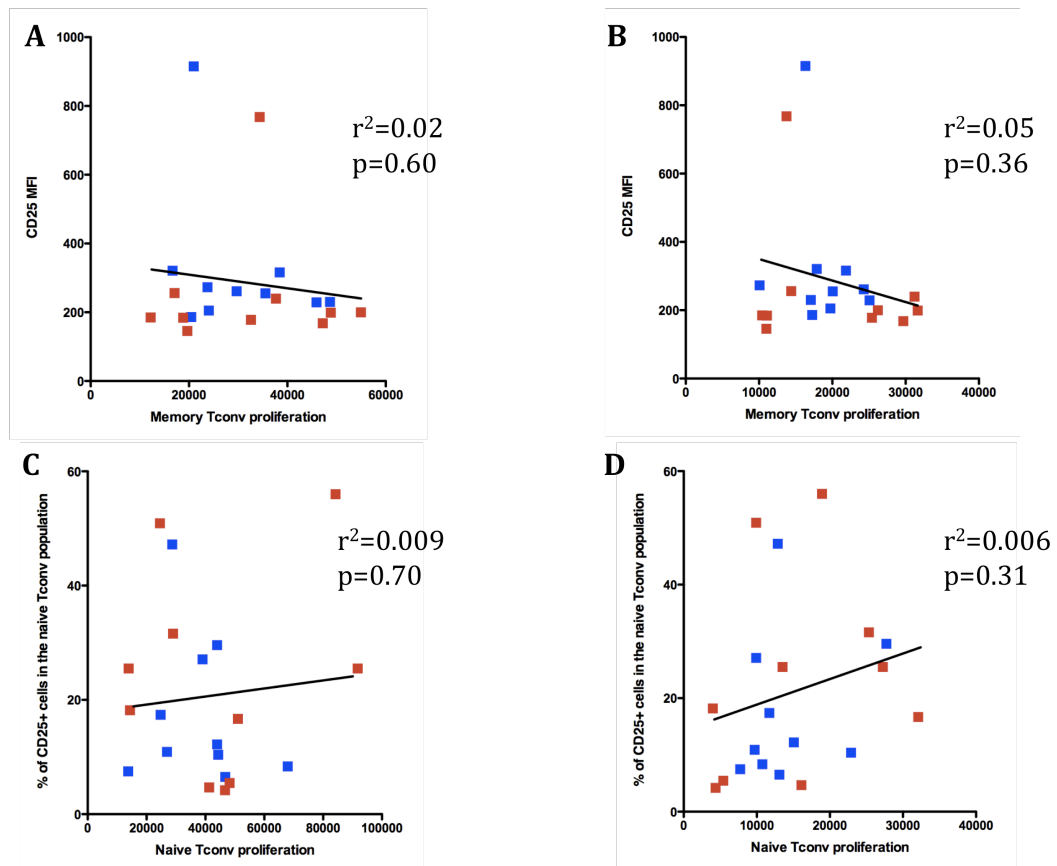 A
1000
800
600
400
200
0
CD25 MFI
0
20000
40000
60000
Memory Tconv proliferation
r²=0.02
p=0.60
B
1000
800
600
400
200
0
CD25 MFI
0
10000
20000
30000
40000
Memory Tconv proliferation
r²=0.05
p=0.36
C
60
40
20
0
% of CD25+ cells in the naive Tconv population
0
20000
40000
60000
80000
100000
Naive Tconv proliferation
r²=0.009
p=0.70
D
60
40
20
0
% of CD25+ cells in the naive Tconv population
0
10000
20000
30000
40000
Naive Tconv proliferation
r²=0.006
p=0.31